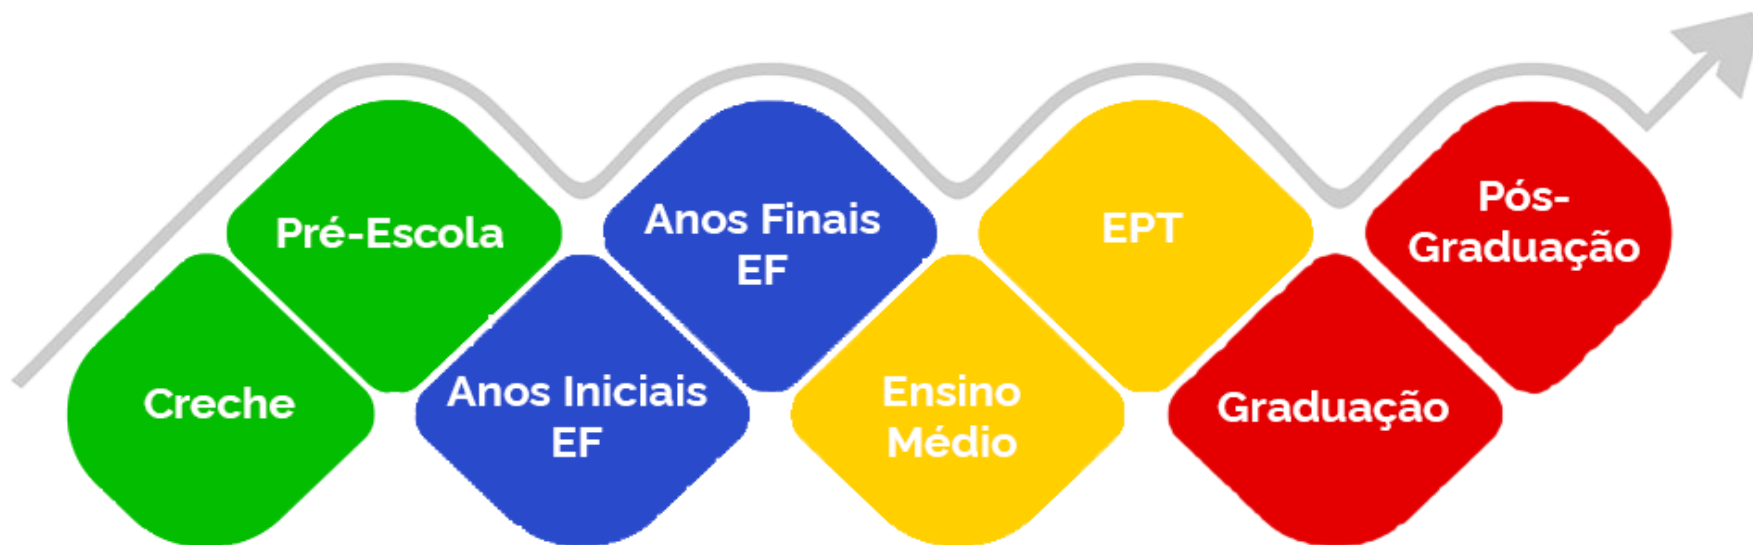 Creche
Pré-Escola
Anos Iniciais
EF
Anos Finais
EF
Ensino
Médio
EPT
Graduação
Pós-
Graduação